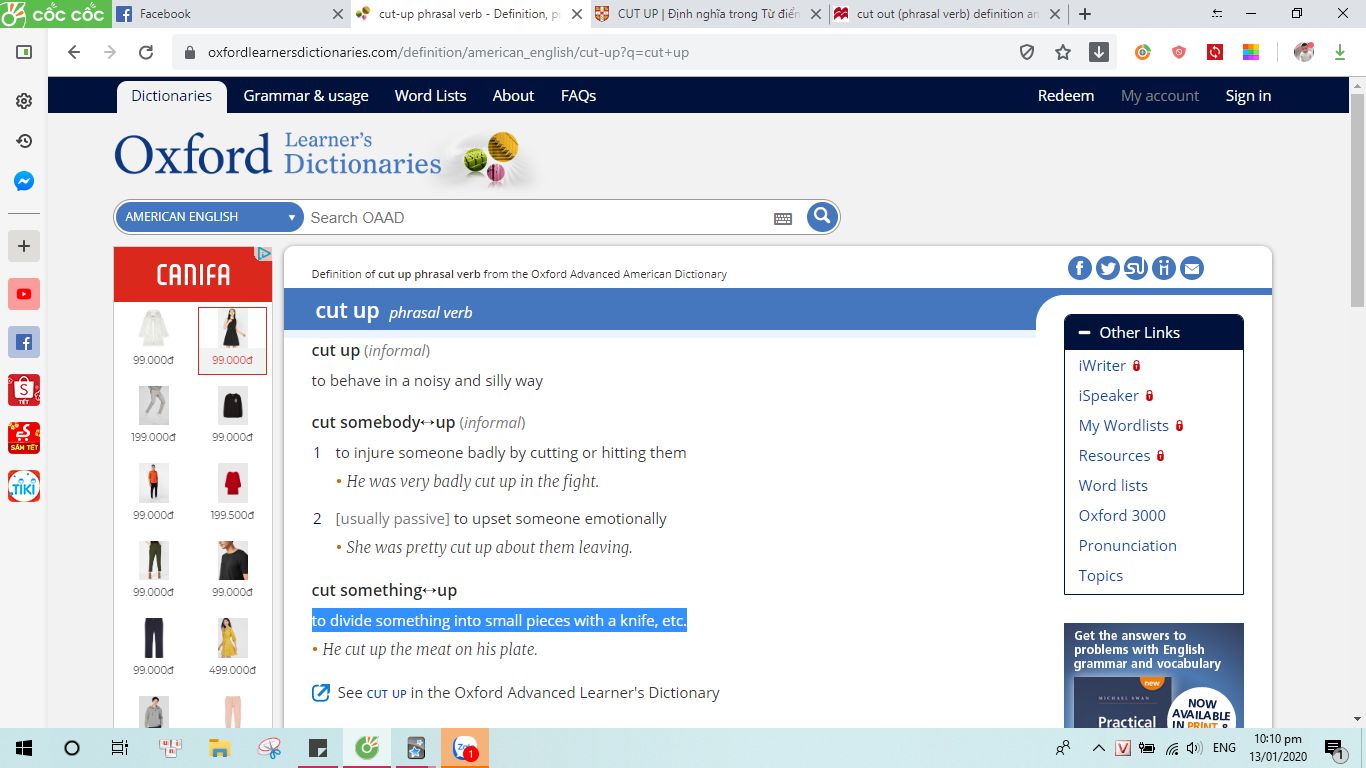 cốc cốc
Facebook
cut-up phrasal verb - Definition, p
CUT UP | Định nghĩa trong Từ điển
cut out (phrasal verb) definition an
oxfordlearnersdictionaries.com/definition/american_english/cut-up?q=cut+up
Dictionaries
Grammar & usage
Word Lists
About
FAQs
Redeem
My account
Sign in
Oxford Learner's Dictionaries
AMERICAN ENGLISH
Search OAAD
CANIFA
99.000đ 99.000đ
199.000đ 99.000đ
99.000đ 199.500đ
99.000đ 99.000đ
99.000đ 499.000đ
Definition of cut up phrasal verb from the Oxford Advanced American Dictionary
cut up phrasal verb
cut up (informal)
to behave in a noisy and silly way
cut somebody↔up (informal)
1 to injure someone badly by cutting or hitting them
• He was very badly cut up in the fight.
2 [usually passive] to upset someone emotionally
• She was pretty cut up about them leaving.
cut something↔up
to divide something into small pieces with a knife, etc.
• He cut up the meat on his plate.
See CUT UP in the Oxford Advanced Learner's Dictionary
Other Links
iWriter
iSpeaker
My Wordlists
Resources
Word lists
Oxford 3000
Pronunciation
Topics
Get the answers to
problems with English
grammar and vocabulary
new
MICHAEL SWAN
Practical
NOW
AVAILABLE
IN PRINT &
TẾT
SẮM TẾT
TIKI
ENG
10:10 pm
13/01/2020
1
1